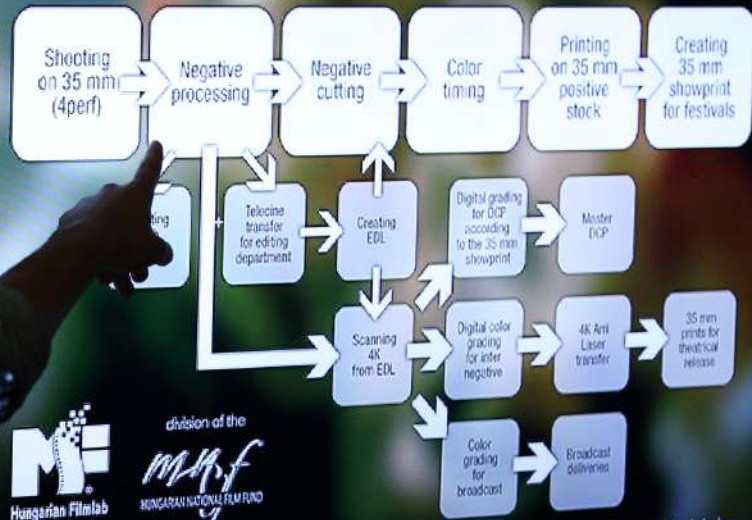 Shooting
on 35 mm
(4perf)
Negative
processing
Negative
cutting
Color
timing
Printing
on 35 mm
positive
stock
Creating
35 mm
showprint
for festivals
Telecine
transfer
for editing
department
Creating
EDL
Digital grading
for DCP
according
to the 35 mm
showprint
Master
DCP
Scanning
4K
from EDL
Digital color
grading
for inter
negative
4K Arri
Laser
transfer
35 mm
prints for
theatrical
release
Color
grading
for
broadcast
Broadcast
deliveries
MF
Hungarian Filmlab
division of the
mnf
HUNGARIAN NATIONAL FILM FUND